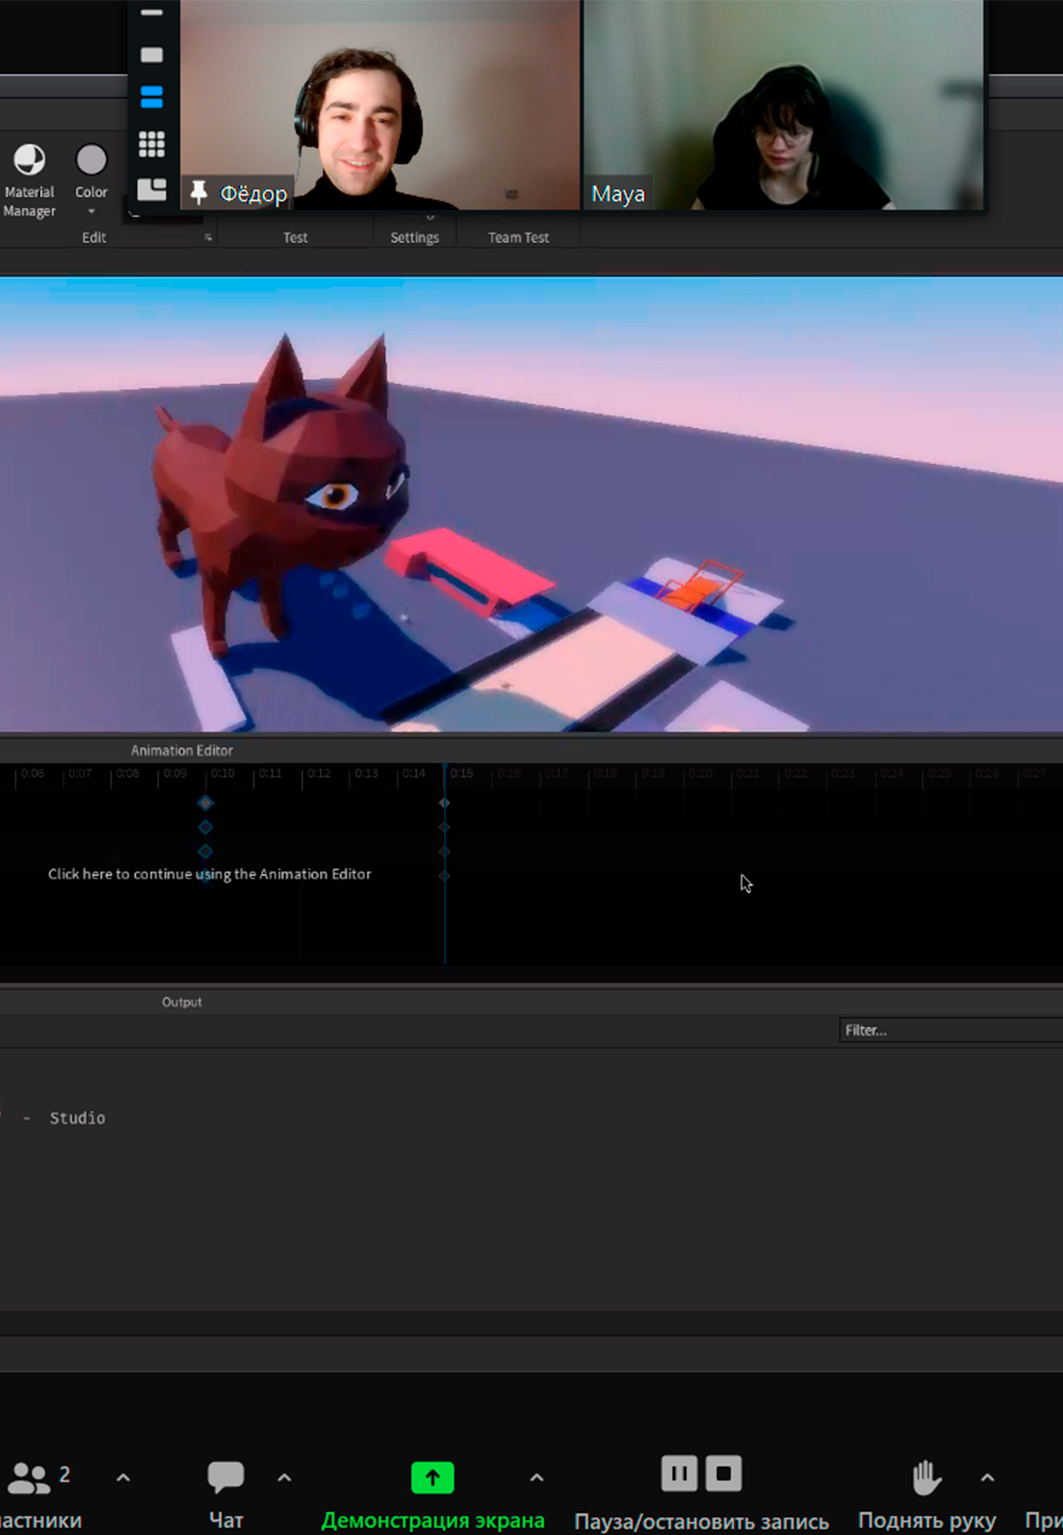 Фёдор
Maya
Material
Manager
Color
Edit
Test
Settings
Team Test
Animation Editor
0:06 0:07 0:08 0:09 0:10 0:11 0:12 0:13 0:14 0:15 0:16 0:17 0:18 0:19 0:20 0:21 0:22 0:23 0:24 0:25 0:26 0:27
Click here to continue using the Animation Editor
Output
Filter...
- Studio
2
Чат
Демонстрация экрана
Пауза/остановить запись
Поднять руку